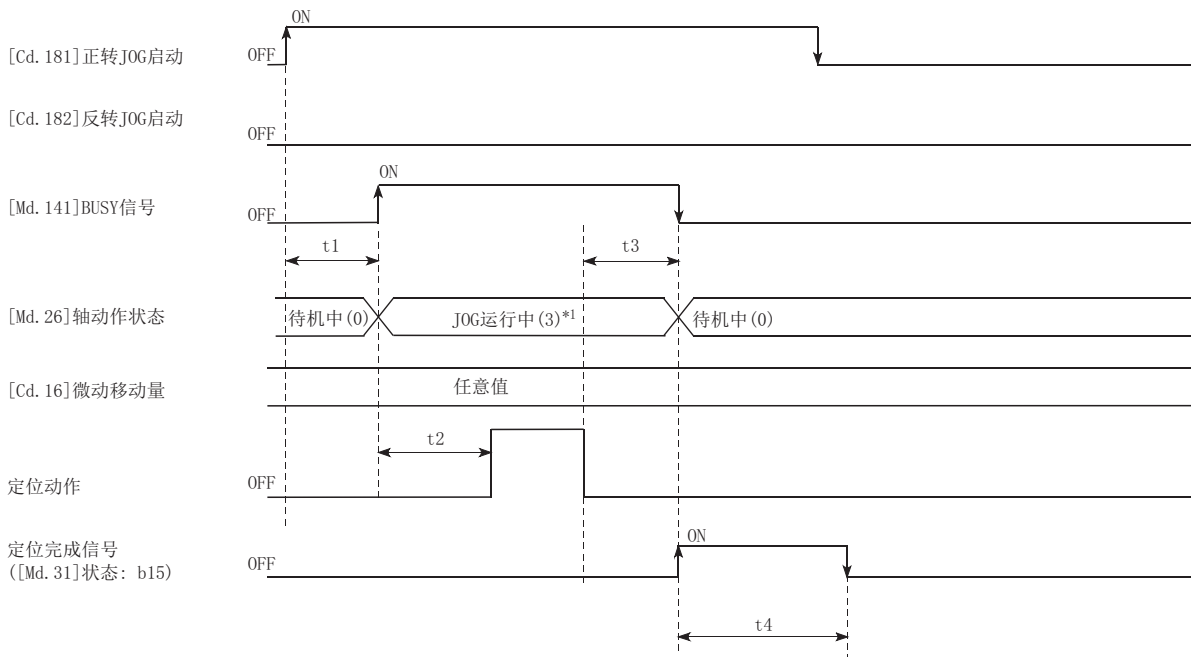 ON
[Cd.181]正转JOG启动
OFF
[Cd.182]反转JOG启动
OFF
ON
[Md.141]BUSY信号
OFF
t1
t3
[Md.26]轴动作状态
待机中(0)
JOG运行中(3)*1
待机中(0)
[Cd.16]微动移动量
任意值
t2
定位动作
OFF
ON
定位完成信号
([Md.31]状态: b15)
OFF
t4